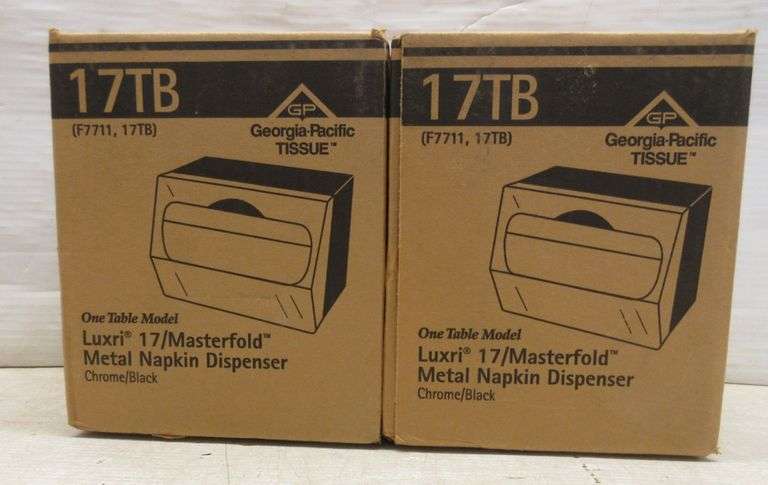 17TB
(F7711, 17TB)
GP
Georgia-Pacific
TISSUE™
One Table Model
Luxri® 17/Masterfold™
Metal Napkin Dispenser
Chrome/Black
17TB
(F7711, 17TB)
GP
Georgia-Pacific
TISSUE™
One Table Model
Luxri® 17/Masterfold™
Metal Napkin Dispenser
Chrome/Black